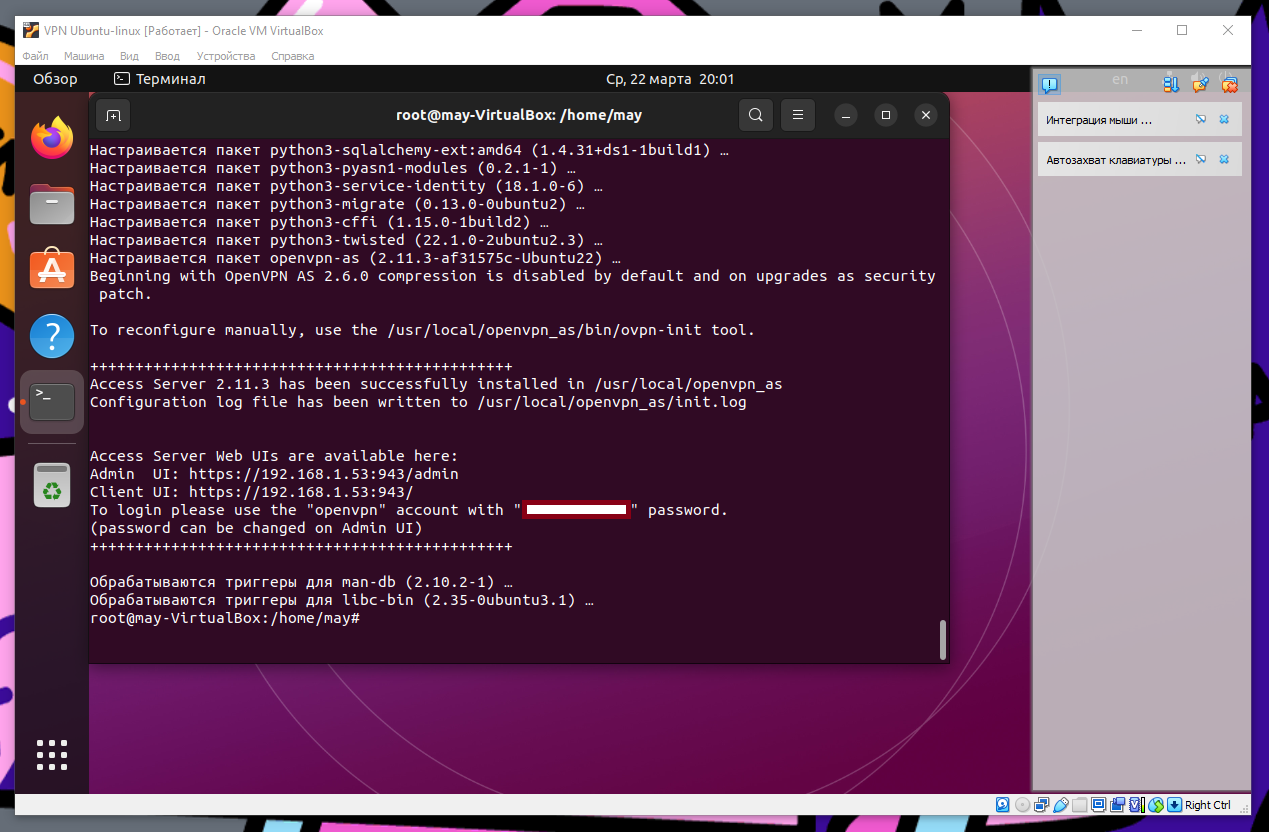 VPN Ubuntu-linux [Работает] - Oracle VM VirtualBox
Файл Машина Вид Ввод Устройства Справка
Обзор Терминал Ср, 22 марта 20:01 en
root@may-VirtualBox: /home/may
Интеграция мыши ...
Автозахват клавиатуры ...
Настраивается пакет python3-sqlalchemy-ext:amd64 (1.4.31+ds1-1build1) …
Настраивается пакет python3-pyasn1-modules (0.2.1-1) …
Настраивается пакет python3-service-identity (18.1.0-6) …
Настраивается пакет python3-migrate (0.13.0-0ubuntu2) …
Настраивается пакет python3-cffi (1.15.0-1build2) …
Настраивается пакет python3-twisted (22.1.0-2ubuntu2.3) …
Настраивается пакет openvpn-as (2.11.3-af31575c-Ubuntu22) …
Beginning with OpenVPN AS 2.6.0 compression is disabled by default and on upgrades as security
patch.
To reconfigure manually, use the /usr/local/openvpn_as/bin/ovpn-init tool.
+++++++++++++++++++++++++++++++++++++++++++++++
Access Server 2.11.3 has been successfully installed in /usr/local/openvpn_as
Configuration log file has been written to /usr/local/openvpn_as/init.log
Access Server Web UIs are available here:
Admin  UI: https://192.168.1.53:943/admin
Client UI: https://192.168.1.53:943/
To login please use the "openvpn" account with "" password.
(password can be changed on Admin UI)
+++++++++++++++++++++++++++++++++++++++++++++++
Обрабатываются триггеры для man-db (2.10.2-1) …
Обрабатываются триггеры для libc-bin (2.35-0ubuntu3.1) …
root@may-VirtualBox:/home/may#
Right Ctrl